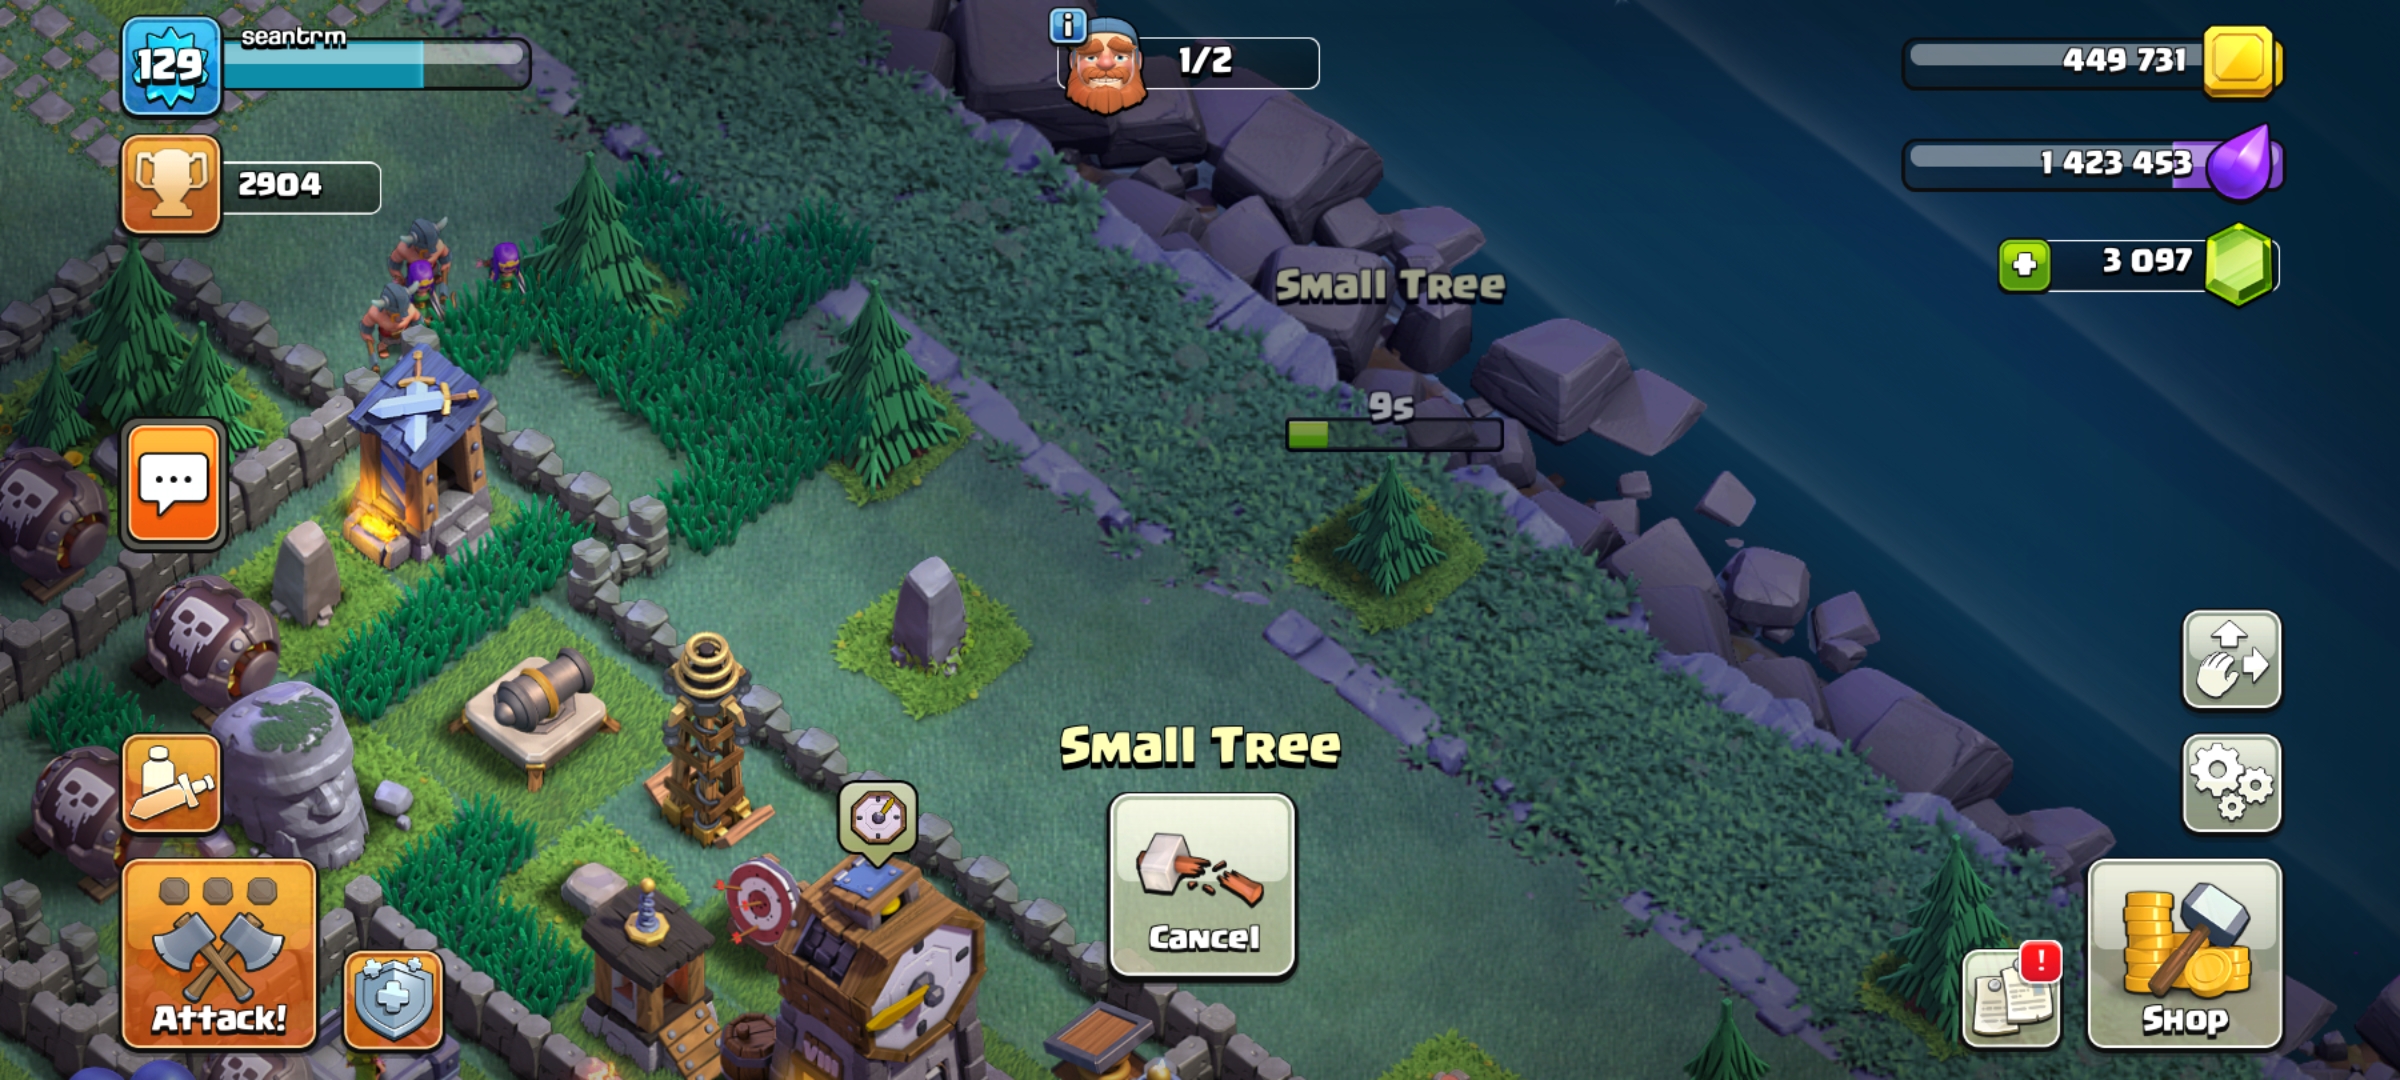 129
seantrm
i
1/2
449 731
2904
1 423 453
3 097
Small Tree
9s
Small Tree
Cancel
Attack!
VIII
!
Shop